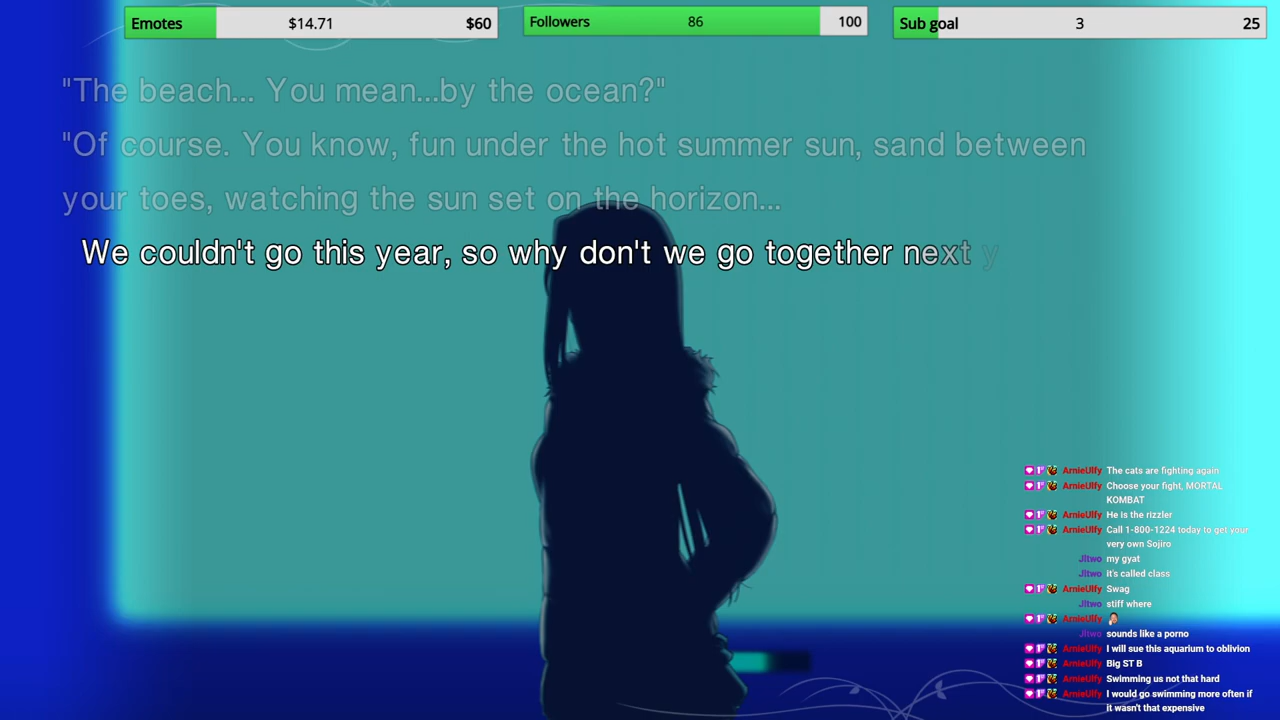 Emotes $14.71 $60
Followers 86 100
Sub goal 3 25
"The beach... You mean...by the ocean?"
"Of course. You know, fun under the hot summer sun, sand between
your toes, watching the sun set on the horizon...
We couldn't go this year, so why don't we go together next y
ArnieUlfy The cats are fighting again
ArnieUlfy Choose your fight, MORTAL
KOMBAT
ArnieUlfy He is the rizzler
ArnieUlfy Call 1-800-1224 today to get your
very own Sojiro
Jltwo my gyat
Jltwo it's called class
ArnieUlfy Swag
Jltwo stiff where
ArnieUlfy
Jltwo sounds like a porno
ArnieUlfy I will sue this aquarium to oblivion
ArnieUlfy Big ST B
ArnieUlfy Swimming us not that hard
ArnieUlfy I would go swimming more often if
it wasn't that expensive